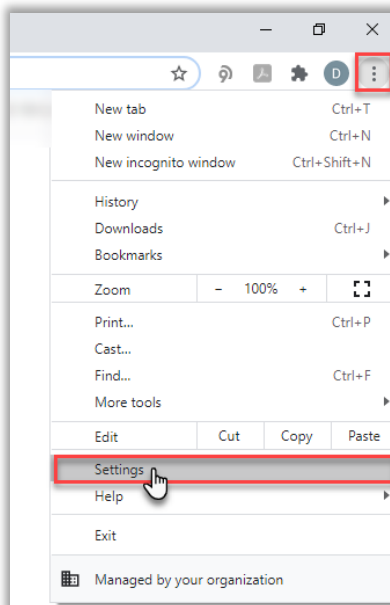 D
New tab Ctrl+T
New window Ctrl+N
New incognito window Ctrl+Shift+N
History
Downloads Ctrl+J
Bookmarks
Zoom - 100% +
Print... Ctrl+P
Cast...
Find... Ctrl+F
More tools
Edit Cut Copy Paste
Settings
Help
Exit
Managed by your organization